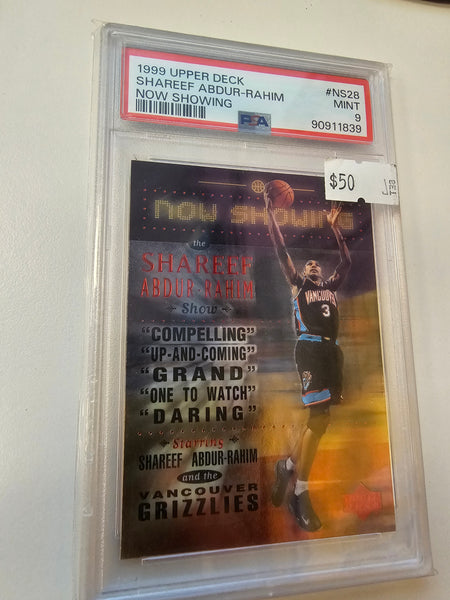 1999 UPPER DECK #NS28
SHAREEF ABDUR-RAHIM MINT
NOW SHOWING 9
PSA 90911839
$50
NOW SHOWING
the
SHAREEF
ABDUR-RAHIM
Show
"COMPELLING"
"UP-AND-COMING"
"GRAND"
"ONE TO WATCH"
"DARING"
Starring
SHAREEF ABDUR-RAHIM
and the
VANCOUVER
GRIZZLIES
VANCOUVER
3